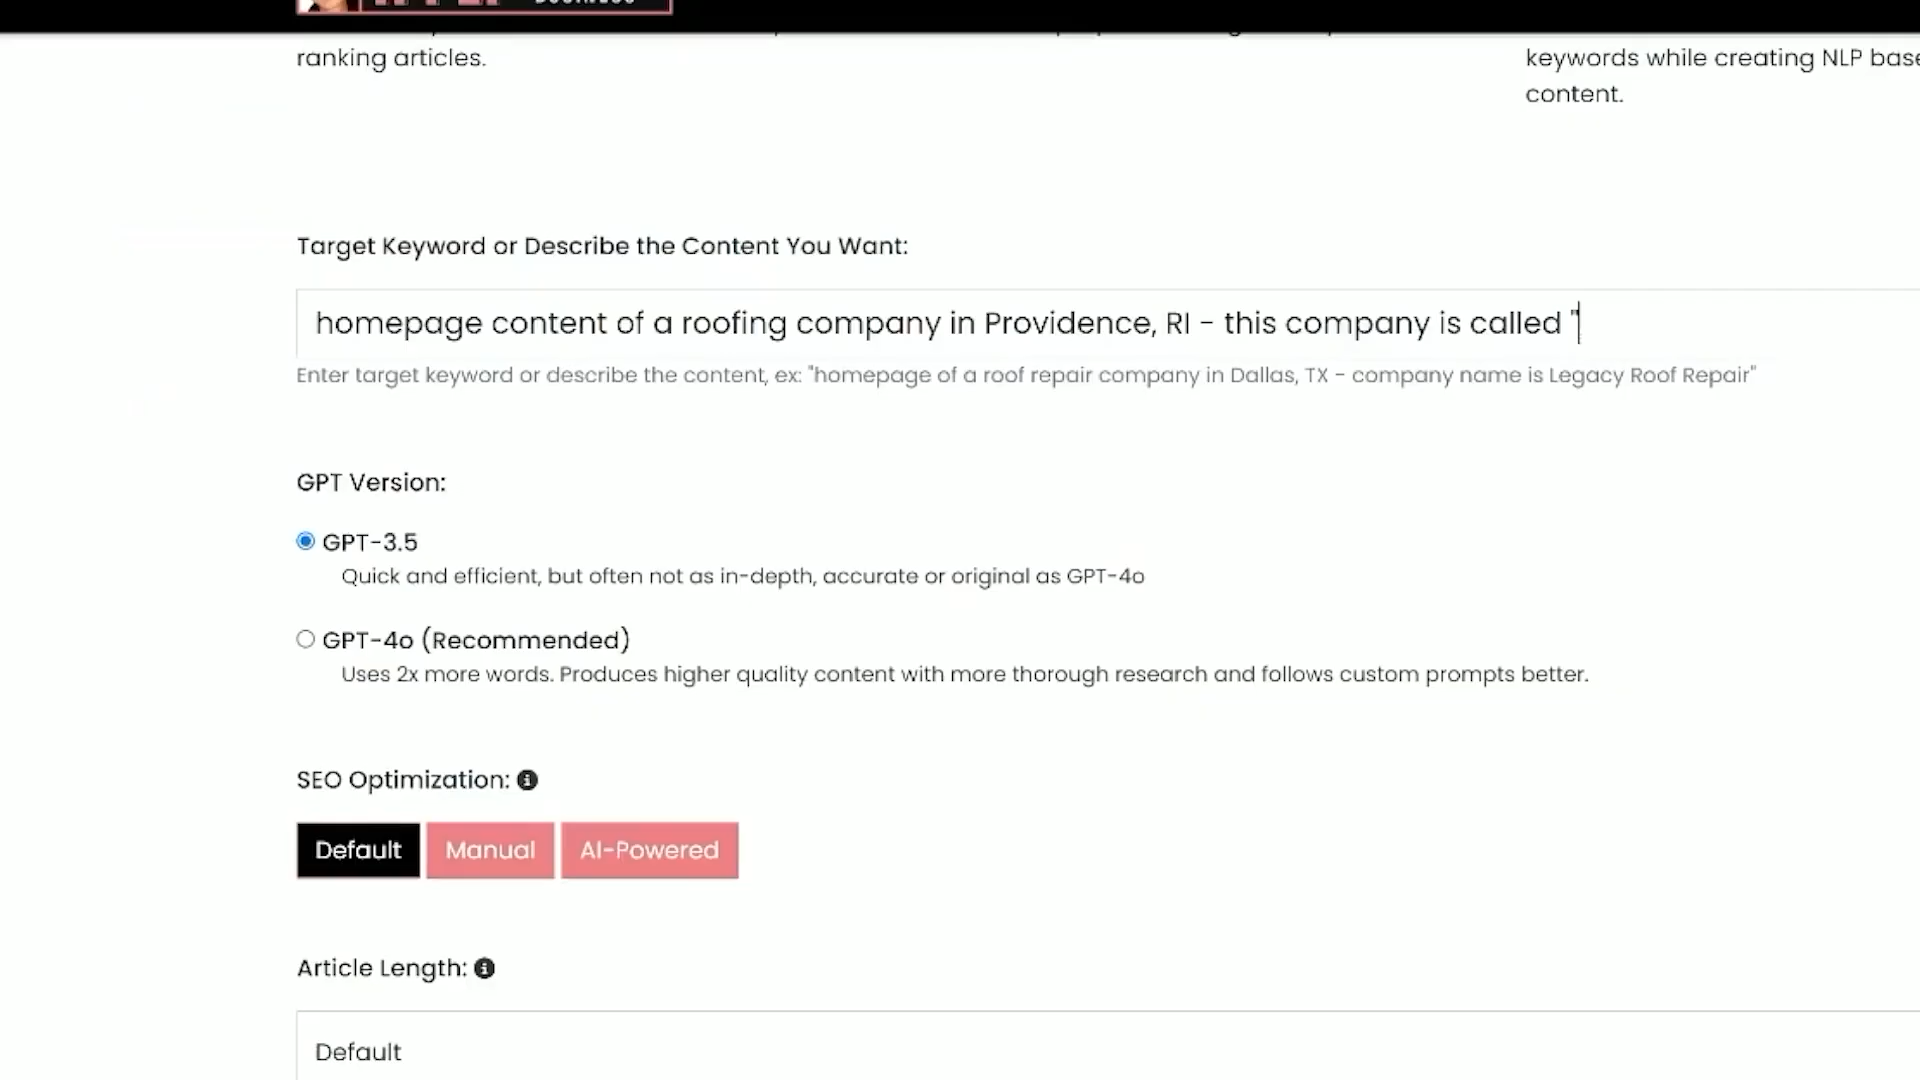 ranking articles.
keywords while creating NLP base
content.
Target Keyword or Describe the Content You Want:
homepage content of a roofing company in Providence, RI - this company is called "
Enter target keyword or describe the content, ex: "homepage of a roof repair company in Dallas, TX - company name is Legacy Roof Repair"
GPT Version:
GPT-3.5
Quick and efficient, but often not as in-depth, accurate or original as GPT-4o
GPT-4o (Recommended)
Uses 2x more words. Produces higher quality content with more thorough research and follows custom prompts better.
SEO Optimization:
Default Manual AI-Powered
Article Length:
Default